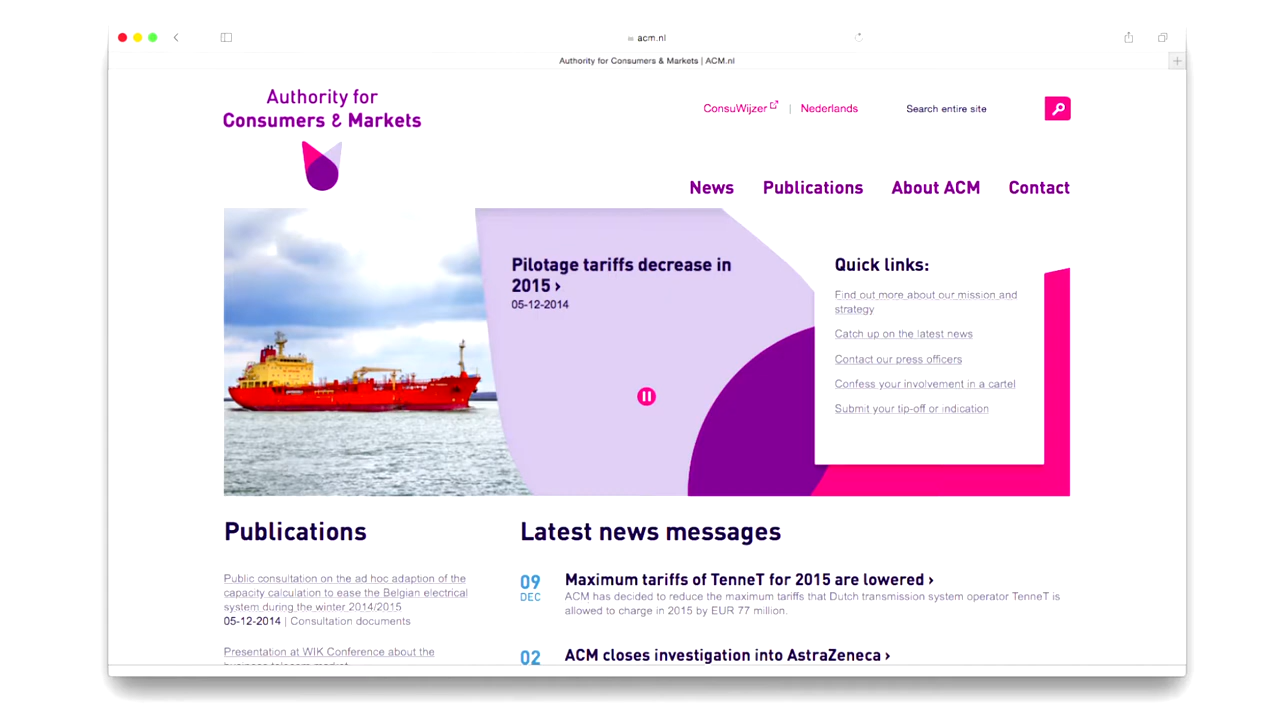 acm.nl
Authority for Consumers & Markets | ACM.nl
Authority for
Consumers & Markets
ConsuWijzer | Nederlands
Search entire site
News Publications About ACM Contact
Pilotage tariffs decrease in
2015 ›
05-12-2014
Quick links:
Find out more about our mission and
strategy
Catch up on the latest news
Contact our press officers
Confess your involvement in a cartel
Submit your tip-off or indication
Publications
Public consultation on the ad hoc adaption of the
capacity calculation to ease the Belgian electrical
system during the winter 2014/2015
05-12-2014 | Consultation documents
Presentation at WIK Conference about the
business telecom market
Latest news messages
09
DEC
Maximum tariffs of TenneT for 2015 are lowered ›
ACM has decided to reduce the maximum tariffs that Dutch transmission system operator TenneT is
allowed to charge in 2015 by EUR 77 million.
02
ACM closes investigation into AstraZeneca ›